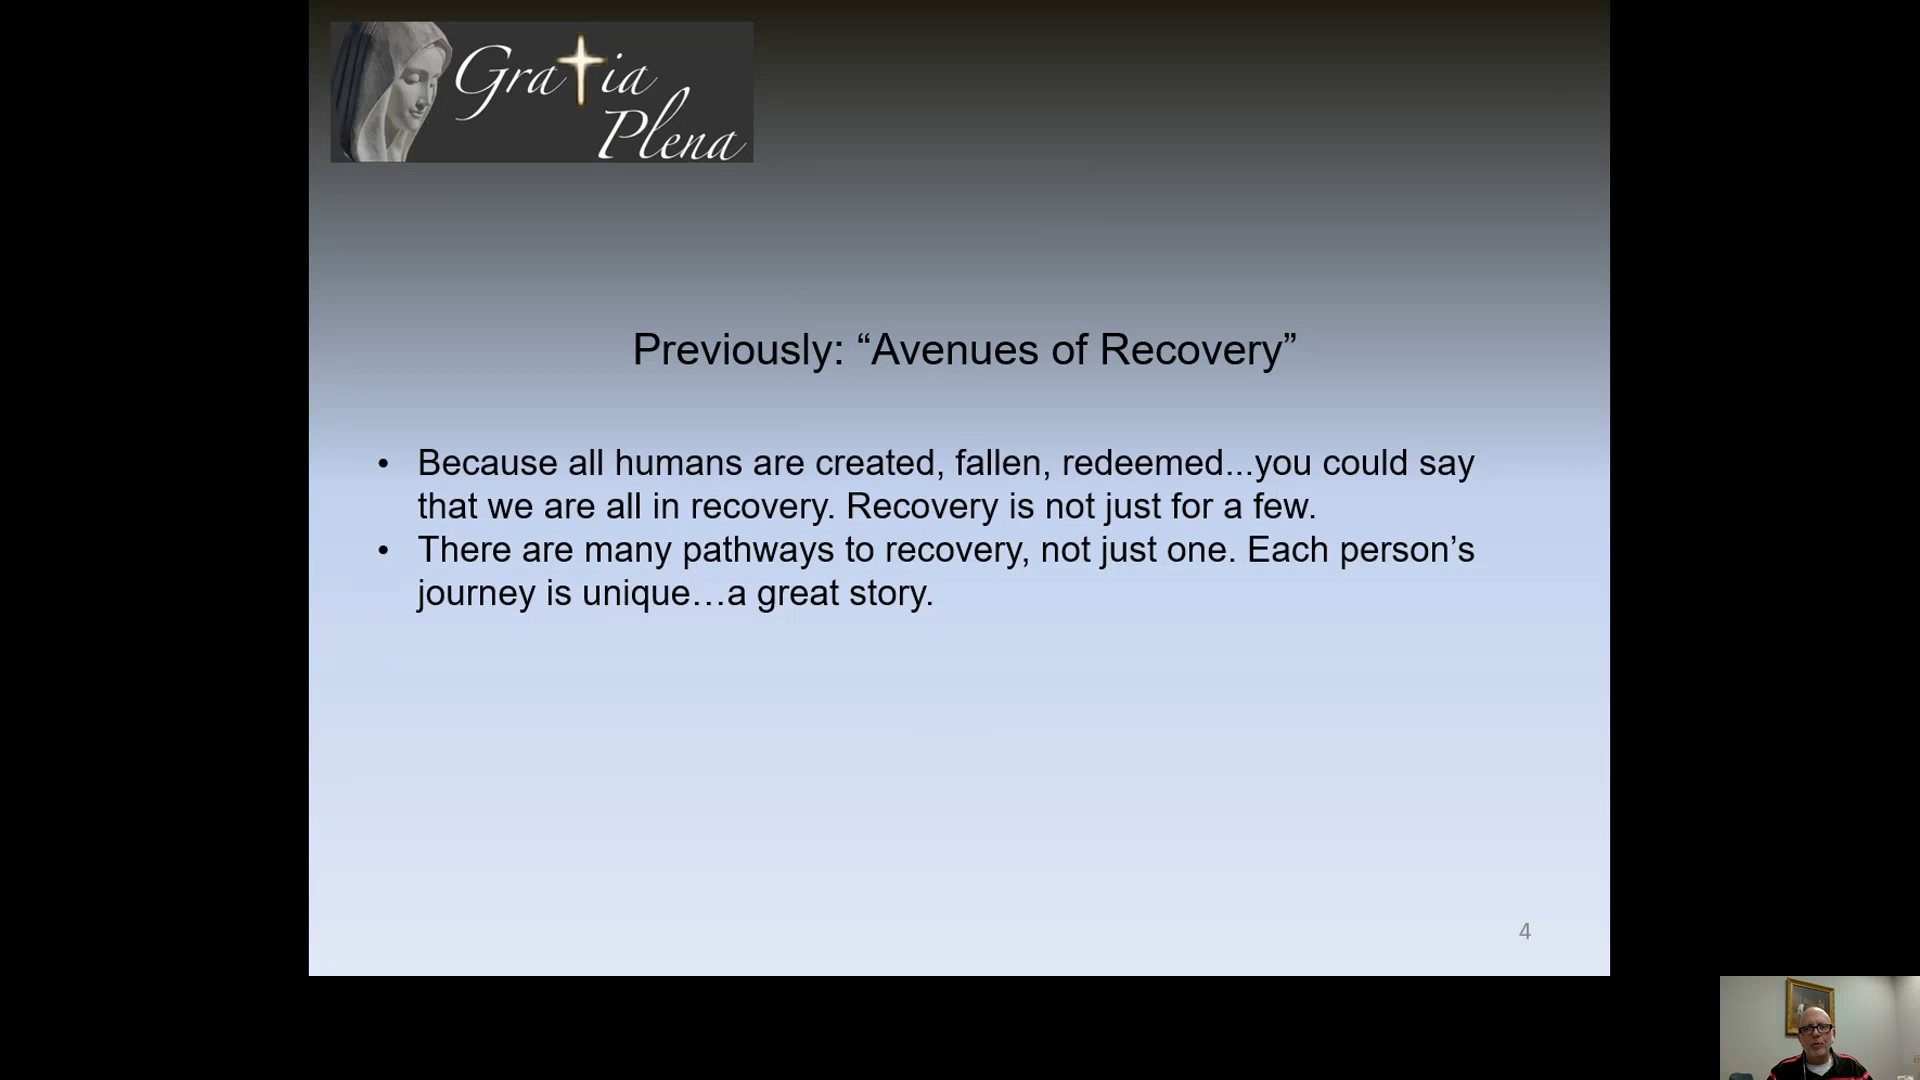 Gratia
Plena
Previously: “Avenues of Recovery”
• Because all humans are created, fallen, redeemed...you could say
that we are all in recovery. Recovery is not just for a few.
• There are many pathways to recovery, not just one. Each person’s
journey is unique…a great story.
4